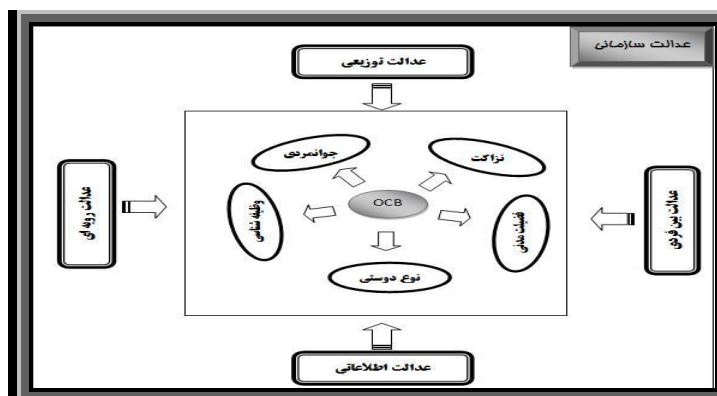 عدالت سازمانی
عدالت توزیعی
نزاکت
جوانمردی
OCB
عدالت بین فردی
فضیلت مدنی
وظیفه شناسی
عدالت رویه ای
نوع دوستی
عدالت اطلاعاتی